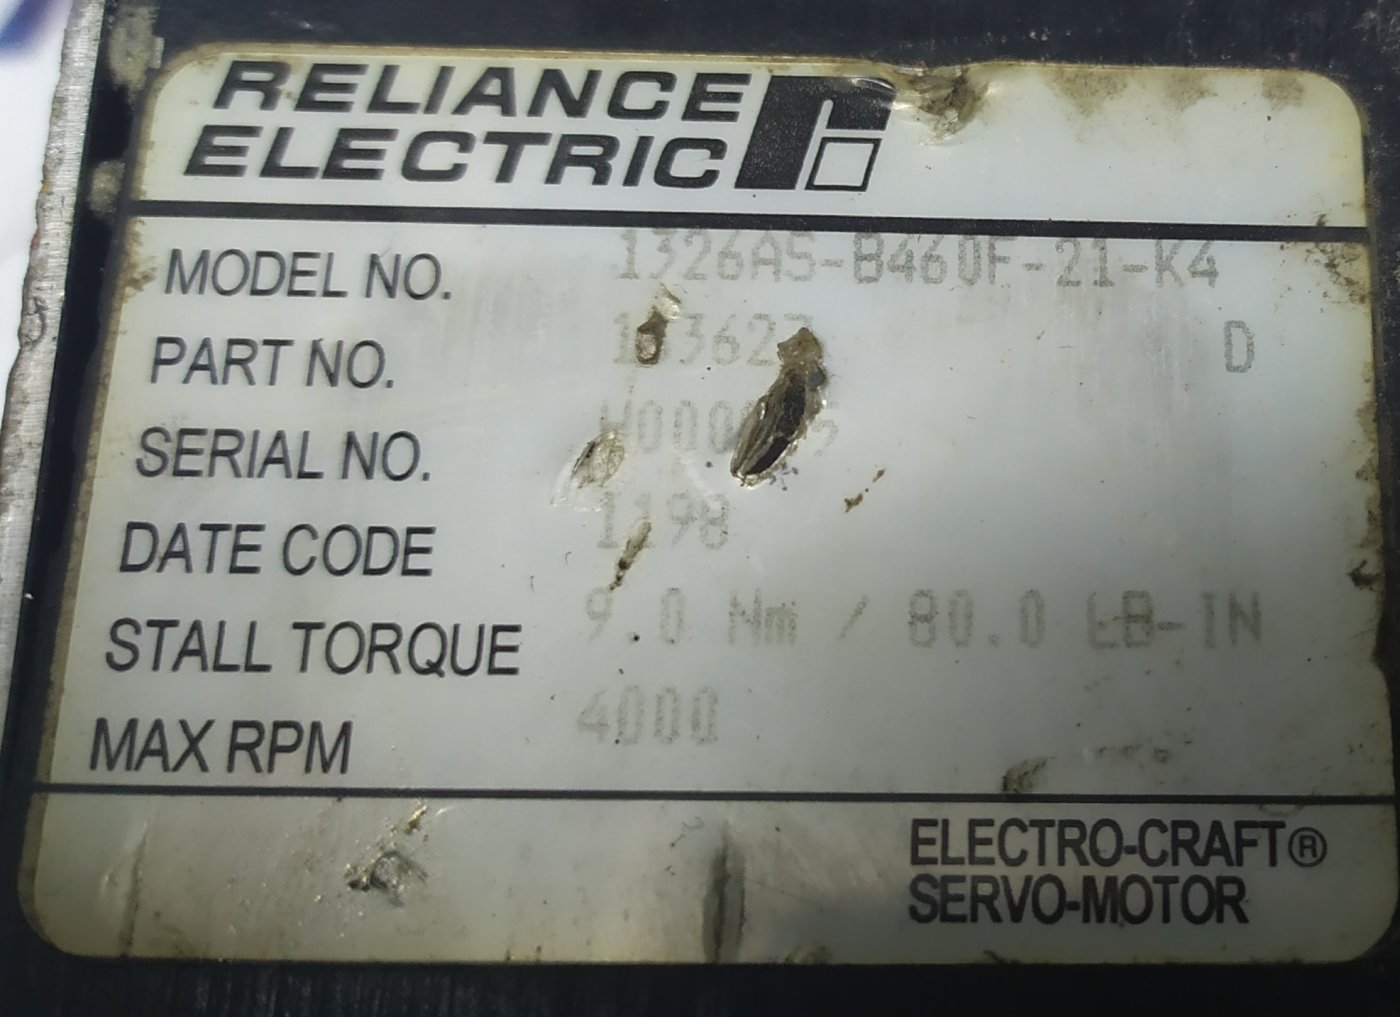 RELIANCE
ELECTRIC
MODEL NO. 1326AS-B460F-21-K4
PART NO. D
SERIAL NO.
DATE CODE 1198
STALL TORQUE 9.0 Nm / 80.0 LB-IN
MAX RPM 4000
ELECTRO-CRAFT®
SERVO-MOTOR